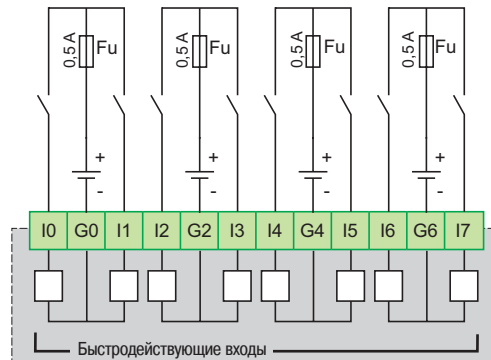 0,5 A Fu 0,5 A Fu 0,5 A Fu 0,5 A Fu
+ + + +
- - - -
I0 G0 I1 I2 G2 I3 I4 G4 I5 I6 G6 I7
Быстродействующие входы